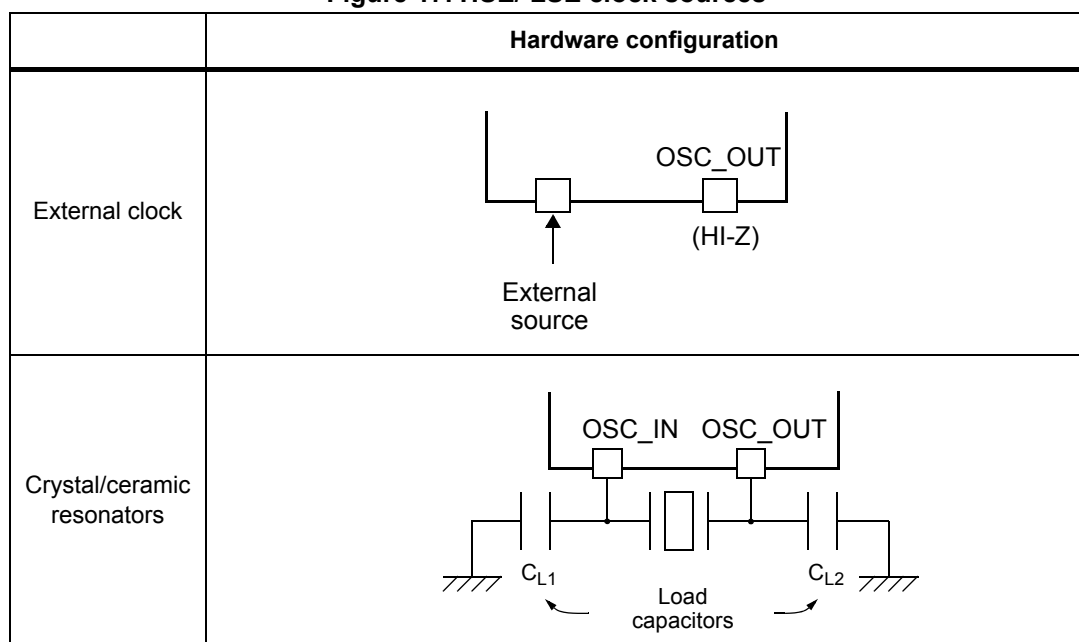 Hardware configuration
External clock
OSC_OUT
(HI-Z)
External
source
Crystal/ceramic
resonators
OSC_IN OSC_OUT
CL1
CL2
Load
capacitors